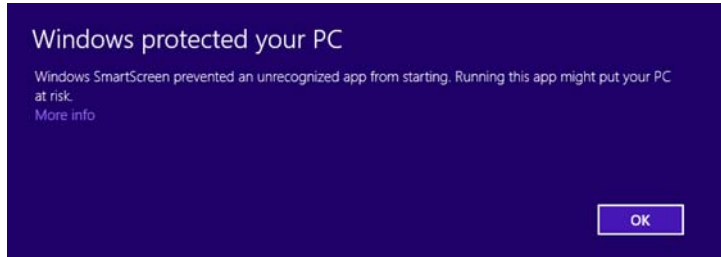 Windows protected your PC
Windows SmartScreen prevented an unrecognized app from starting. Running this app might put your PC
at risk.
More info
OK